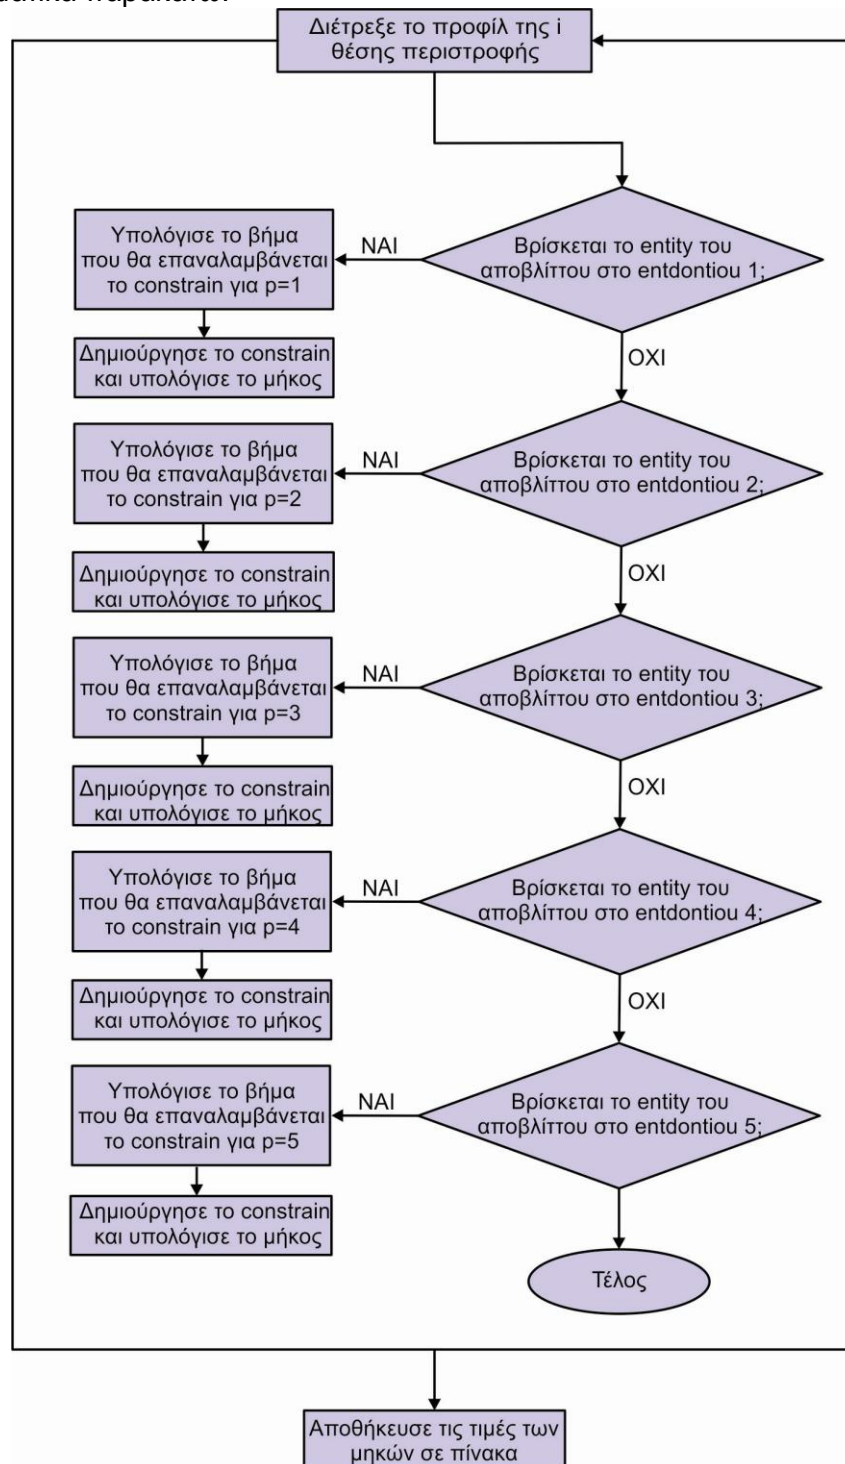 παρακάτω.
Διέτρεξε το προφίλ της i
θέσης περιστροφής
Υπολόγισε το βήμα
που θα επαναλαμβάνεται
το constrain για p=1
ΝΑΙ
Βρίσκεται το entity του
αποβλίττου στο entdontiou 1;
Δημιούργησε το constrain
και υπολόγισε το μήκος
ΟΧΙ
Υπολόγισε το βήμα
που θα επαναλαμβάνεται
το constrain για p=2
ΝΑΙ
Βρίσκεται το entity του
αποβλίττου στο entdontiou 2;
Δημιούργησε το constrain
και υπολόγισε το μήκος
ΟΧΙ
Υπολόγισε το βήμα
που θα επαναλαμβάνεται
το constrain για p=3
ΝΑΙ
Βρίσκεται το entity του
αποβλίττου στο entdontiou 3;
Δημιούργησε το constrain
και υπολόγισε το μήκος
ΟΧΙ
Υπολόγισε το βήμα
που θα επαναλαμβάνεται
το constrain για p=4
ΝΑΙ
Βρίσκεται το entity του
αποβλίττου στο entdontiou 4;
Δημιούργησε το constrain
και υπολόγισε το μήκος
ΟΧΙ
Υπολόγισε το βήμα
που θα επαναλαμβάνεται
το constrain για p=5
ΝΑΙ
Βρίσκεται το entity του
αποβλίττου στο entdontiou 5;
Δημιούργησε το constrain
και υπολόγισε το μήκος
Τέλος
Αποθήκευσε τις τιμές των
μηκών σε πίνακα